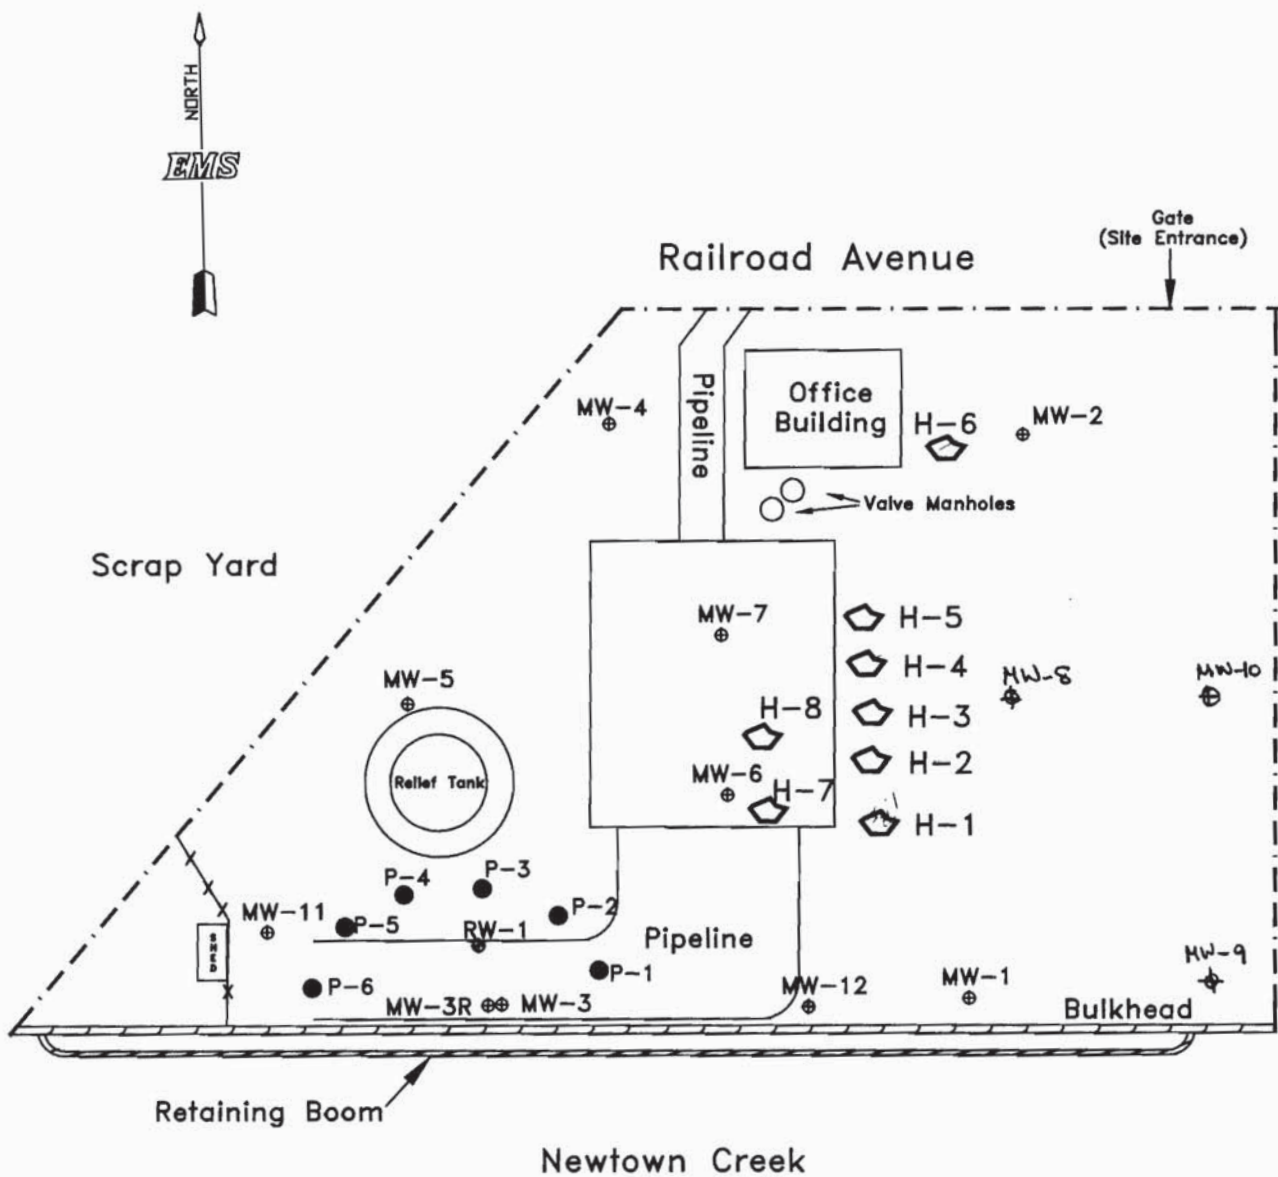 NORTH
EMS
Gate
(Site Entrance)
Railroad Avenue
Pipeline
Office
Building
MW-4
H-6
MW-2
Valve Manholes
Scrap Yard
MW-7
H-5
H-4
MW-8
MW-10
MW-5
H-8
H-3
H-2
Relief Tank
MW-6
H-7
H-1
P-4
P-3
P-2
MW-11
P-5
RW-1
Pipeline
SHED
P-1
P-6
MW-3R
MW-3
MW-12
MW-1
MW-9
Bulkhead
Retaining Boom
Newtown Creek